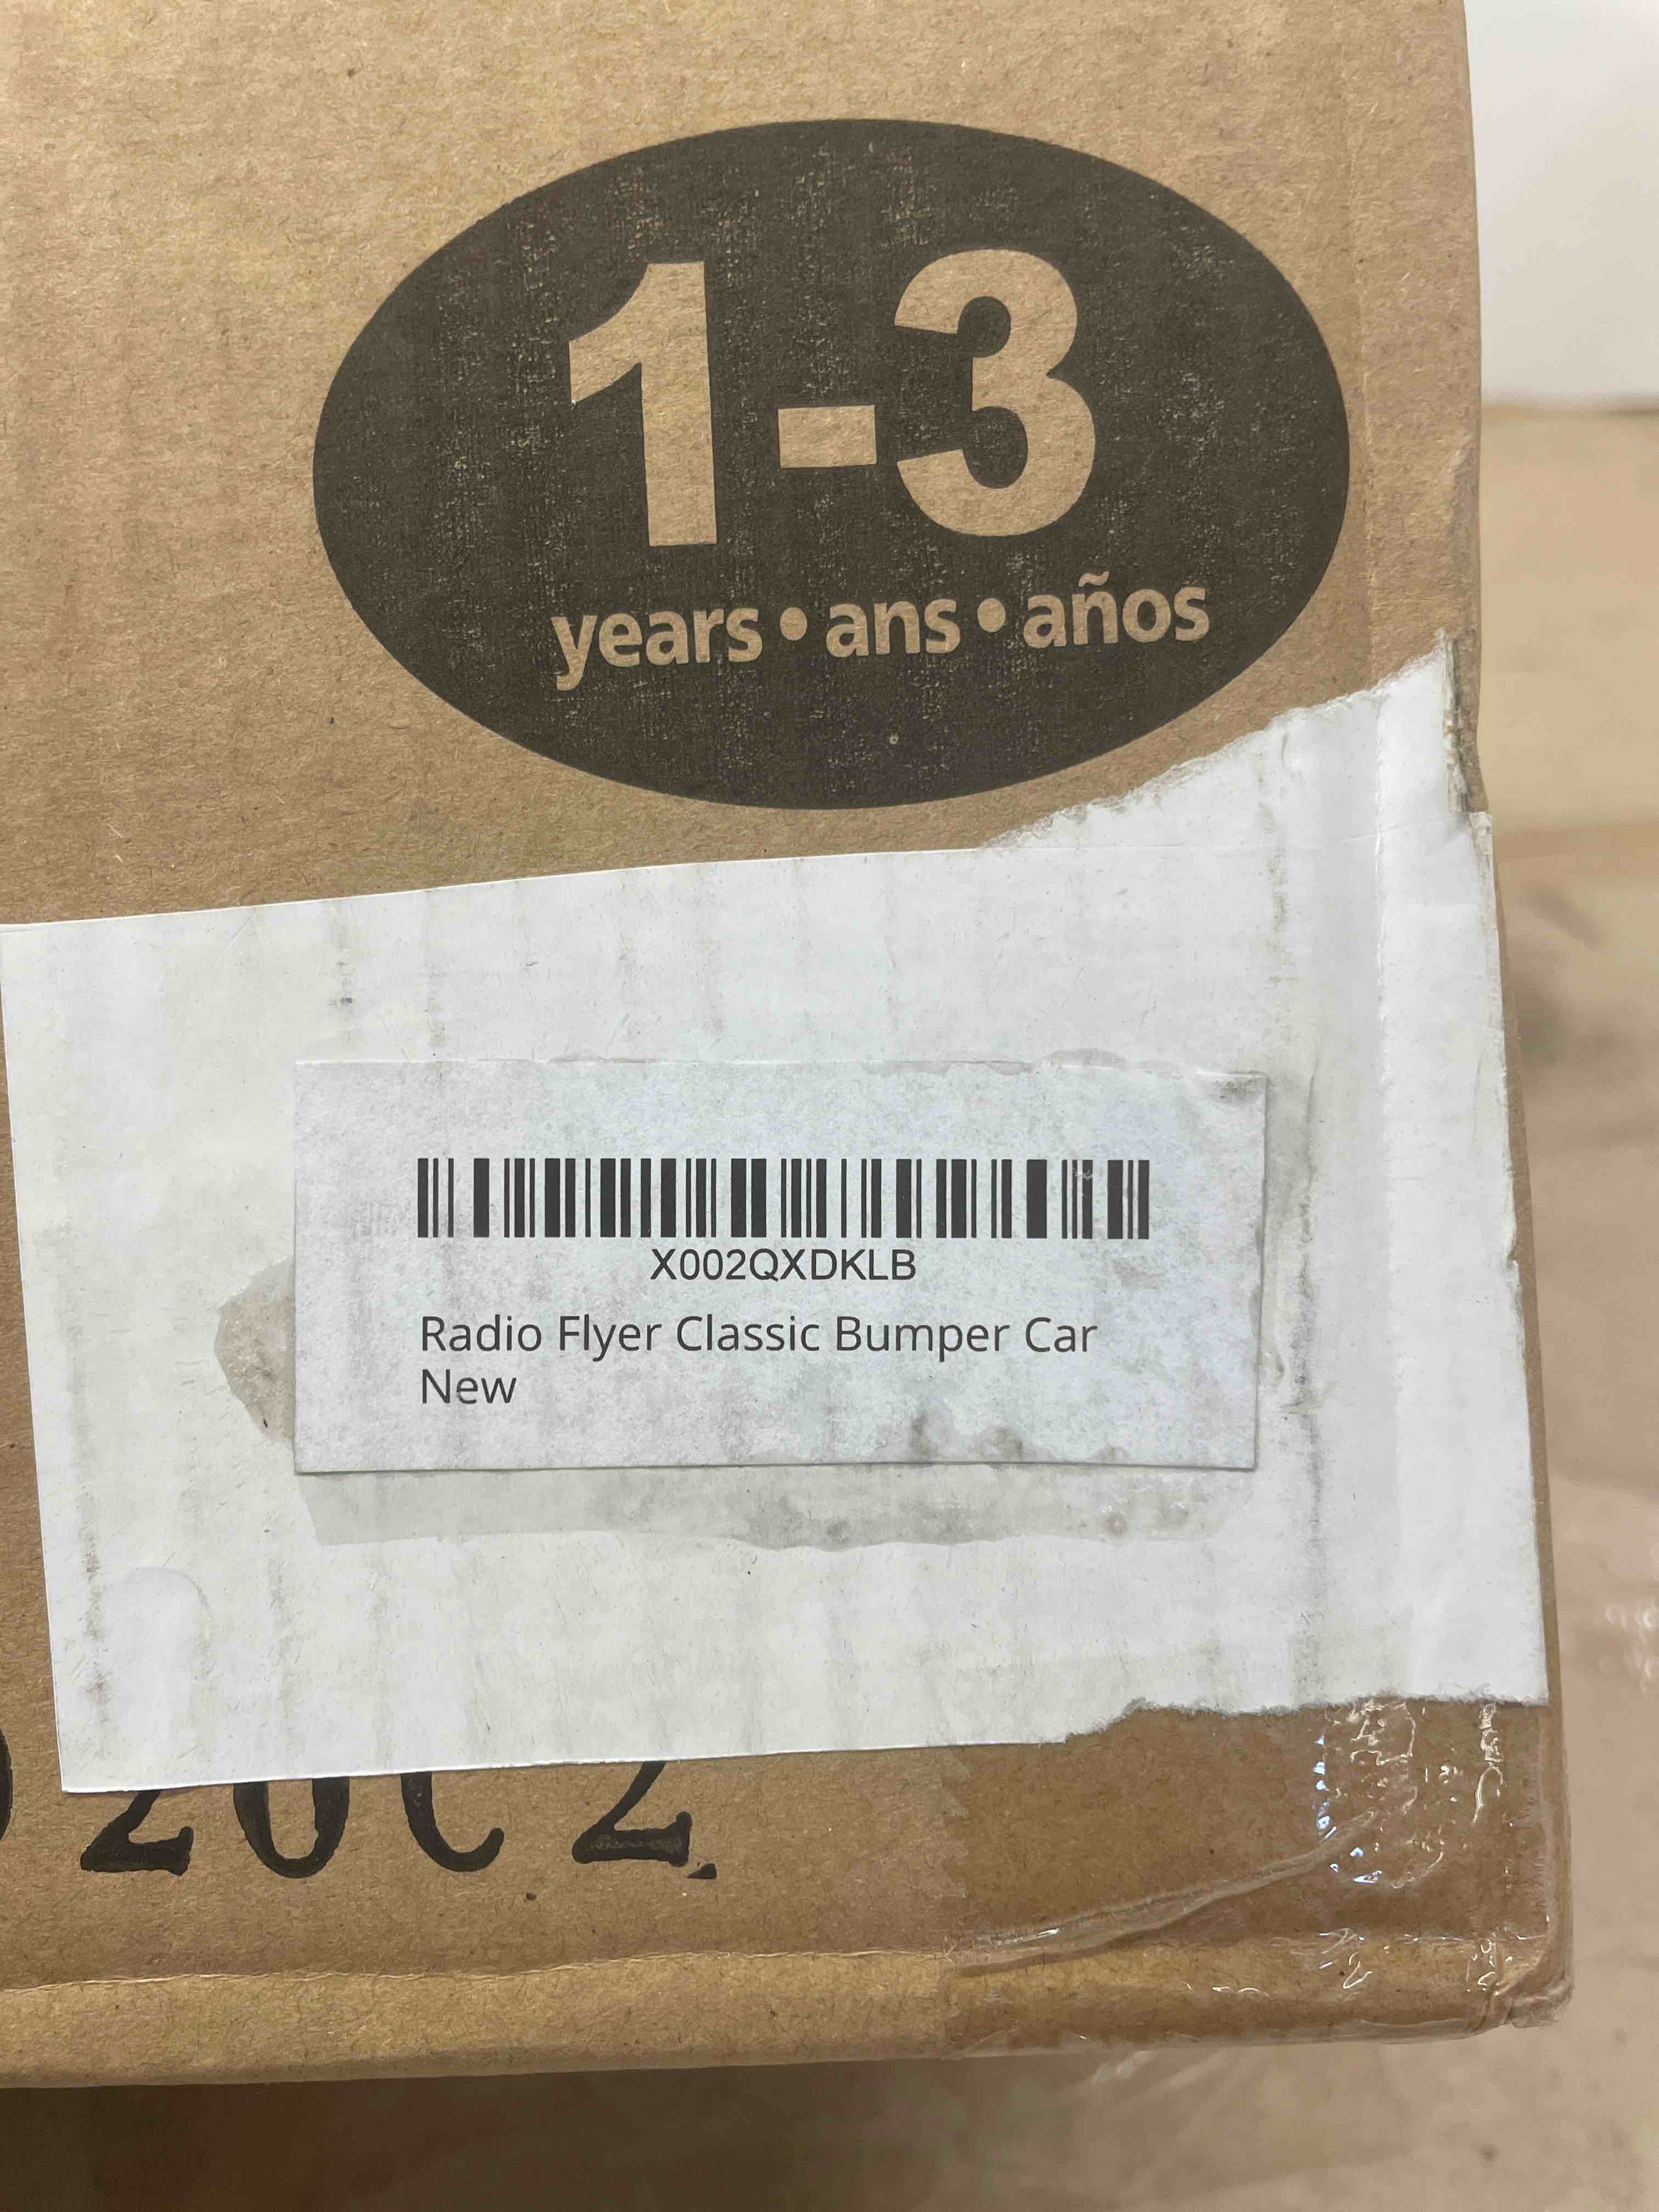 1-3
years • ans • años
X002QXDKLB
Radio Flyer Classic Bumper Car
New